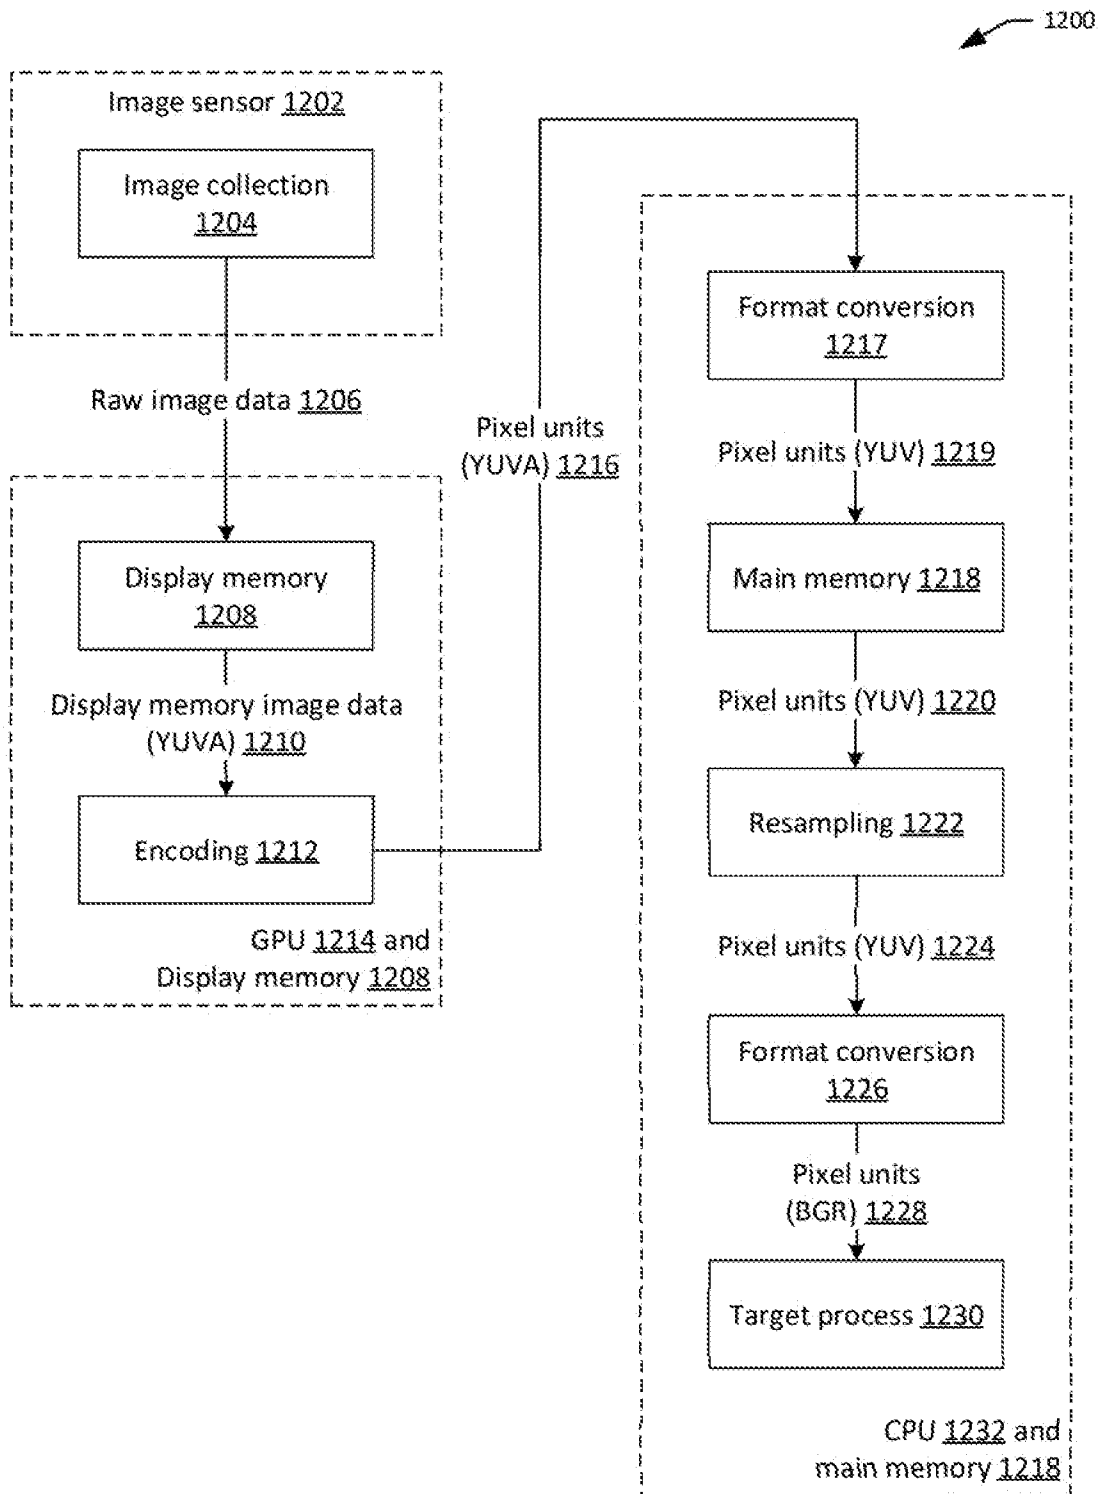 1200
Image sensor 1202
Image collection
1204
Raw image data 1206
Display memory
1208
Display memory image data
(YUVA) 1210
Encoding 1212
GPU 1214 and
Display memory 1208
Pixel units
(YUVA) 1216
Format conversion
1217
Pixel units (YUV) 1219
Main memory 1218
Pixel units (YUV) 1220
Resampling 1222
Pixel units (YUV) 1224
Format conversion
1226
Pixel units
(BGR) 1228
Target process 1230
CPU 1232 and
main memory 1218